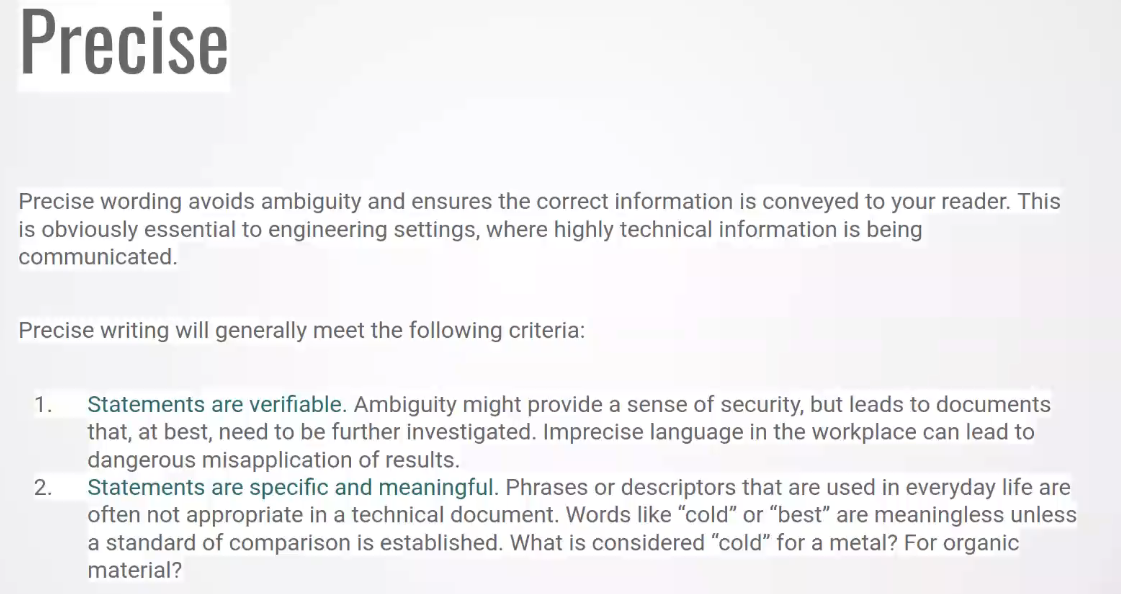 Precise
Precise wording avoids ambiguity and ensures the correct information is conveyed to your reader. This
is obviously essential to engineering settings, where highly technical information is being
communicated.
Precise writing will generally meet the following criteria:
1. Statements are verifiable. Ambiguity might provide a sense of security, but leads to documents
that, at best, need to be further investigated. Imprecise language in the workplace can lead to
dangerous misapplication of results.
2. Statements are specific and meaningful. Phrases or descriptors that are used in everyday life are
often not appropriate in a technical document. Words like “cold” or “best” are meaningless unless
a standard of comparison is established. What is considered “cold” for a metal? For organic
material?